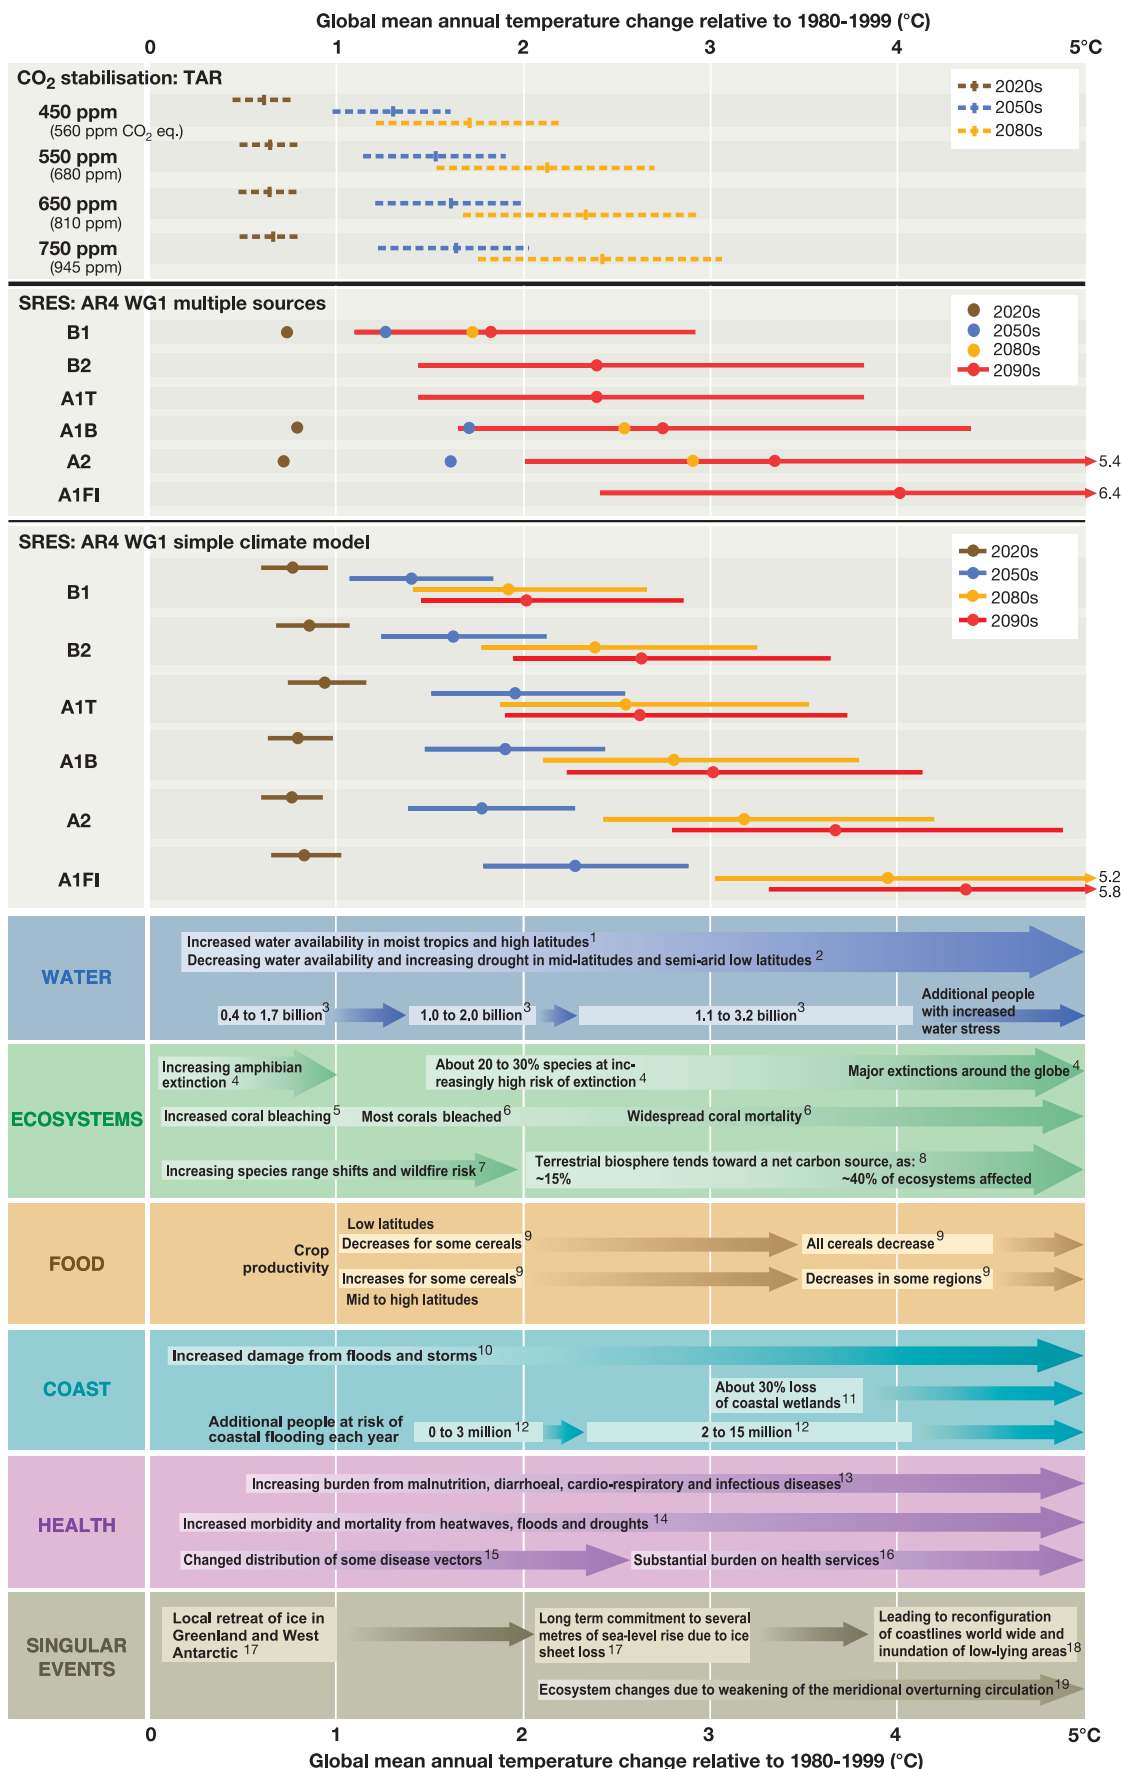 Global mean annual temperature change relative to 1980-1999 (°C)
0 1 2 3 4 5°C
CO2 stabilisation: TAR
450 ppm
(560 ppm CO2 eq.)
550 ppm
(680 ppm)
650 ppm
(810 ppm)
750 ppm
(945 ppm)
2020s
2050s
2080s
SRES: AR4 WG1 multiple sources
B1
B2
A1T
A1B
A2
A1FI
2020s
2050s
2080s
2090s
5.4
6.4
SRES: AR4 WG1 simple climate model
B1
B2
A1T
A1B
A2
A1FI
2020s
2050s
2080s
2090s
5.2
5.8
WATER
Increased water availability in moist tropics and high latitudes 1
Decreasing water availability and increasing drought in mid-latitudes and semi-arid low latitudes 2
0.4 to 1.7 billion 3
1.0 to 2.0 billion 3
1.1 to 3.2 billion 3
Additional people
with increased
water stress
ECOSYSTEMS
Increasing amphibian
extinction 4
About 20 to 30% species at inc-
reasingly high risk of extinction 4
Major extinctions around the globe 4
Increased coral bleaching 5
Most corals bleached 6
Widespread coral mortality 6
Increasing species range shifts and wildfire risk 7
Terrestrial biosphere tends toward a net carbon source, as: 8
~15%
~40% of ecosystems affected
FOOD
Crop
productivity
Low latitudes
Decreases for some cereals 9
All cereals decrease 9
Increases for some cereals 9
Decreases in some regions 9
Mid to high latitudes
COAST
Increased damage from floods and storms 10
About 30% loss
of coastal wetlands 11
Additional people at risk of
coastal flooding each year
0 to 3 million 12
2 to 15 million 12
HEALTH
Increasing burden from malnutrition, diarrhoeal, cardio-respiratory and infectious diseases 13
Increased morbidity and mortality from heatwaves, floods and droughts 14
Changed distribution of some disease vectors 15
Substantial burden on health services 16
SINGULAR
EVENTS
Local retreat of ice in
Greenland and West
Antarctic 17
Long term commitment to several
metres of sea-level rise due to ice
sheet loss 17
Leading to reconfiguration
of coastlines world wide and
inundation of low-lying areas 18
Ecosystem changes due to weakening of the meridional overturning circulation 19
0 1 2 3 4 5°C
Global mean annual temperature change relative to 1980-1999 (°C)